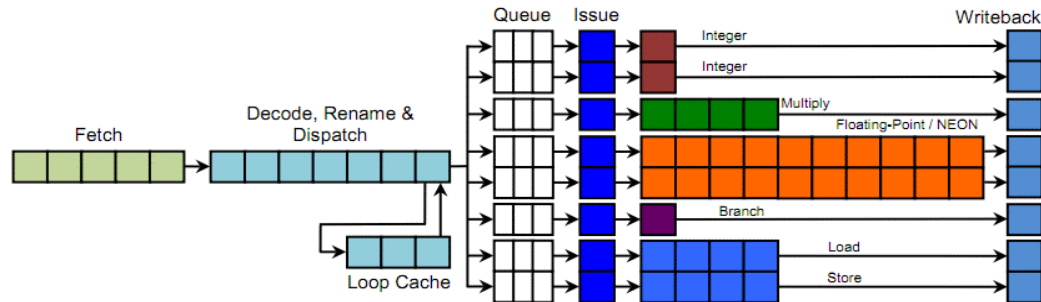 Queue
Issue
Writeback
Integer
Integer
Decode, Rename &
Dispatch
Multiply
Fetch
Floating-Point / NEON
Branch
Load
Loop Cache
Store